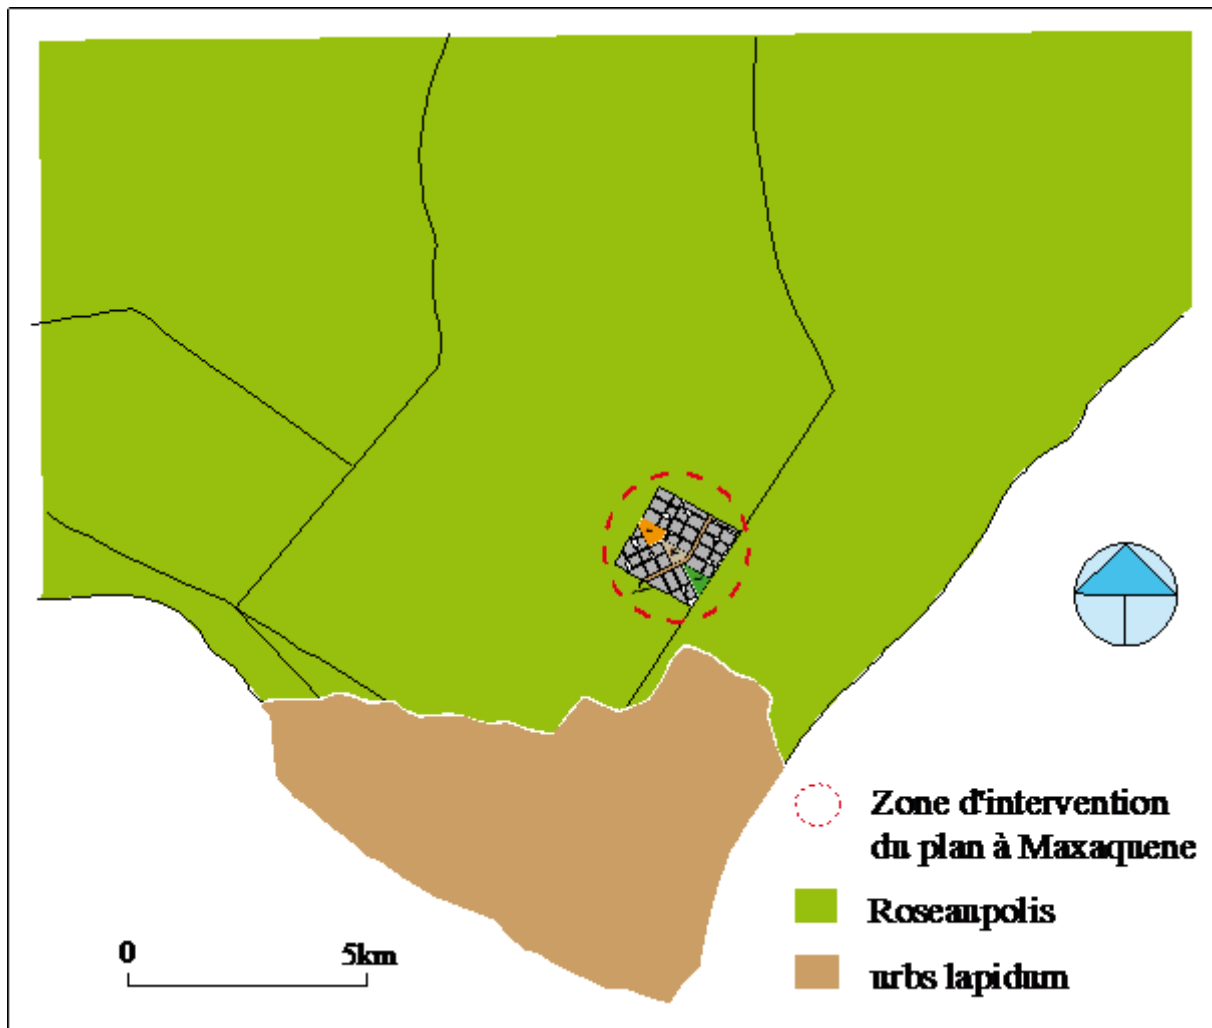 Zone d'intervention
du plan à Maxaquene
Roseaupolis
urbs lapidum
0 5km